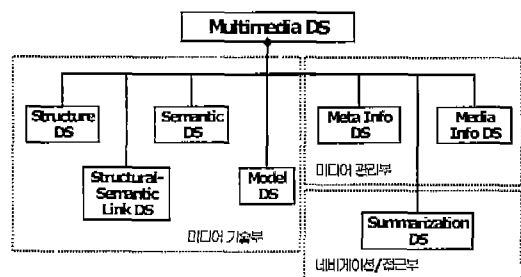 Multimedia DS
Structure
DS
Semantic
DS
Meta Info
DS
Media
Info DS
Structural-
Semantic
Link DS
Model
DS
미디어 관리부
미디어 기술부
Summarization
DS
네비게이션/접근부